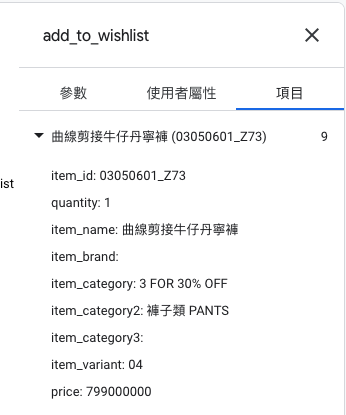 add_to_wishlist
參數
使用者屬性
項目
曲線剪接牛仔丹寧褲 (03050601_Z73)
9
item_id: 03050601_Z73
ist
quantity: 1
item_name: 曲線剪接牛仔丹寧褲
item_brand:
item_category: 3 FOR 30% OFF
item_category2: 褲子類 PANTS
item_category3:
item_variant: 04
price: 799000000